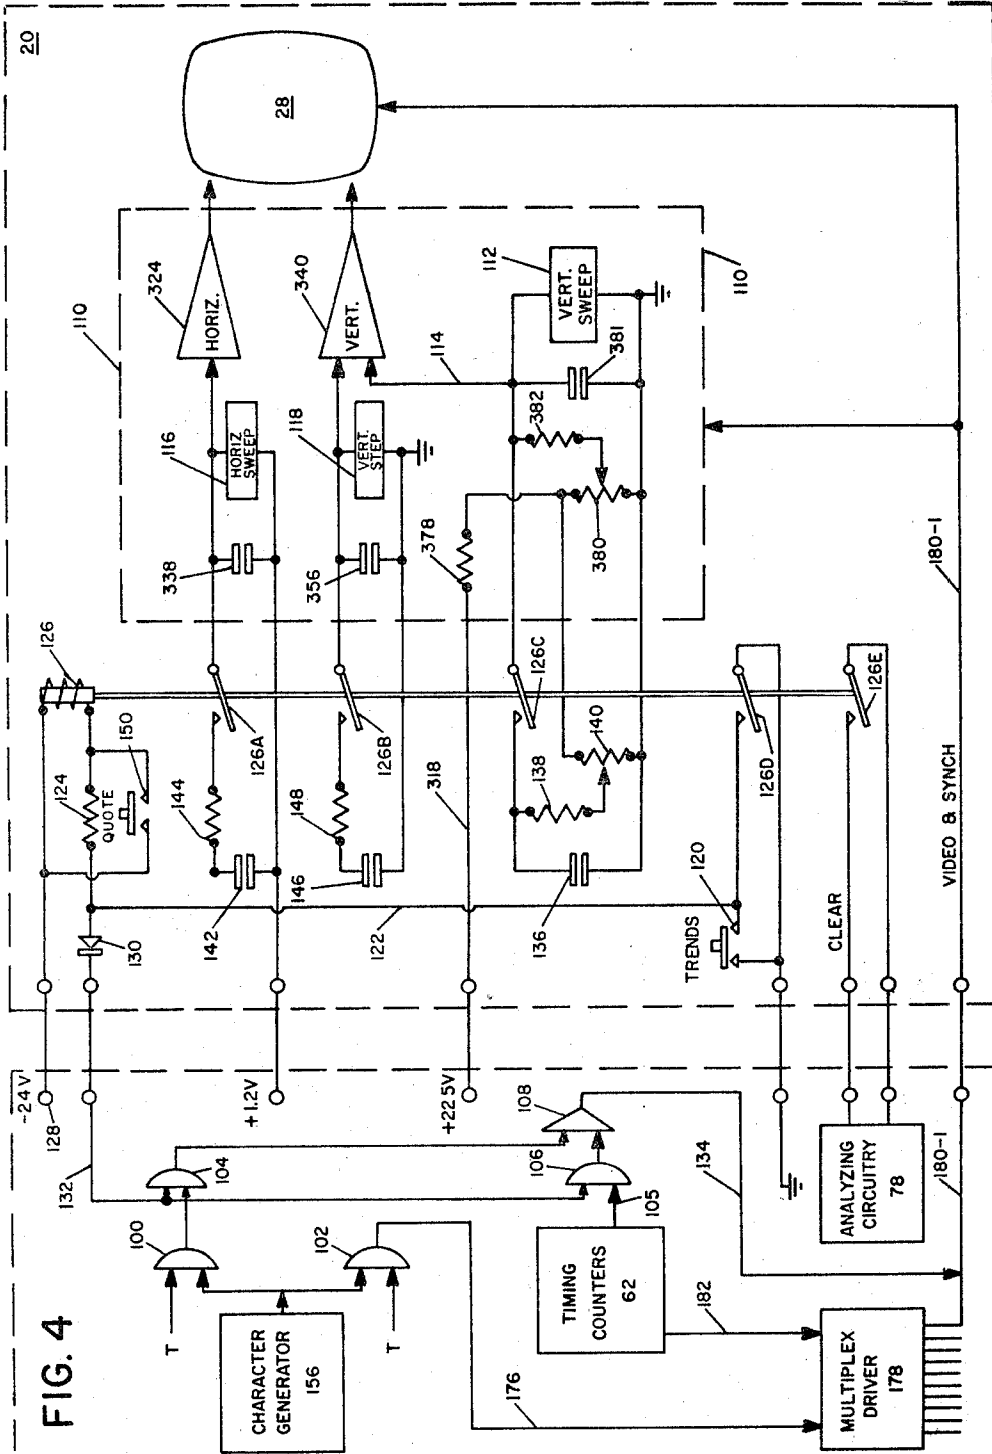 FIG. 4
20
-24 V
128
132
130
124
QUOTE
150
126
110
324
HORIZ.
28
T
100
104
144
126A
142
338
116
HORIZ
SWEEP
+1.2V
CHARACTER
GENERATOR
156
102
148
126B
146
356
118
VERT.
STEP
340
VERT.
T
122
318
378
114
+22.5V
108
106
105
112
VERT.
SWEEP
TIMING
COUNTERS
62
136
138
140
126C
382
380
381
176
182
134
TRENDS
120
126D
110
ANALYZING
CIRCUITRY
78
CLEAR
126E
MULTIPLEX
DRIVER
178
180-1
VIDEO & SYNCH
180-1